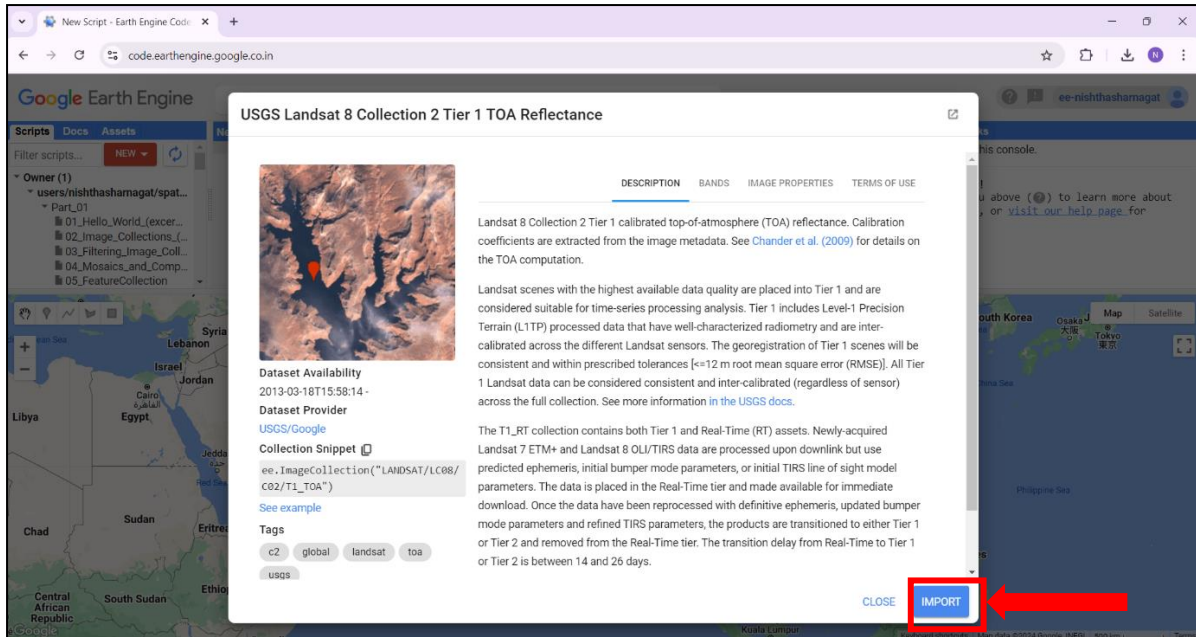 New Script - Earth Engine Code
code.earthengine.google.co.in
N
Google Earth Engine
ee-nishthasharnagat
Scripts Docs Assets
Filter scripts...
NEW
Owner (1)
users/nishthasharnagat/spat...
Part_01
01_Hello_World_(excer...
02_Image_Collections_(...
03_Filtering_Image_Coll...
04_Mosaics_and_Comp...
05_FeatureCollection
his console.
u above ( ) to learn more about
, or visit our help page for
USGS Landsat 8 Collection 2 Tier 1 TOA Reflectance
DESCRIPTION BANDS IMAGE PROPERTIES TERMS OF USE
Landsat 8 Collection 2 Tier 1 calibrated top-of-atmosphere (TOA) reflectance. Calibration
coefficients are extracted from the image metadata. See Chander et al. (2009) for details on
the TOA computation.
Landsat scenes with the highest available data quality are placed into Tier 1 and are
considered suitable for time-series processing analysis. Tier 1 includes Level-1 Precision
Terrain (L1TP) processed data that have well-characterized radiometry and are inter-
calibrated across the different Landsat sensors. The georegistration of Tier 1 scenes will be
consistent and within prescribed tolerances [<=12 m root mean square error (RMSE)]. All Tier
1 Landsat data can be considered consistent and inter-calibrated (regardless of sensor)
across the full collection. See more information in the USGS docs.
The T1_RT collection contains both Tier 1 and Real-Time (RT) assets. Newly-acquired
Landsat 7 ETM+ and Landsat 8 OLI/TIRS data are processed upon downlink but use
predicted ephemeris, initial bumper mode parameters, or initial TIRS line of sight model
parameters. The data is placed in the Real-Time tier and made available for immediate
download. Once the data have been reprocessed with definitive ephemeris, updated bumper
mode parameters and refined TIRS parameters, the products are transitioned to either Tier 1
or Tier 2 and removed from the Real-Time tier. The transition delay from Real-Time to Tier 1
or Tier 2 is between 14 and 26 days.
Dataset Availability
2013-03-18T15:58:14 -
Dataset Provider
USGS/Google
Collection Snippet
ee.ImageCollection("LANDSAT/LC08/
C02/T1_TOA")
See example
Tags
c2 global landsat toa
usgs
CLOSE
IMPORT
Syria
Lebanon
Israel
Jordan
Cairo
القاهرة
Libya
Egypt
Jedda
Red Sea
Chad
Sudan
Eritrea
Ethiop
Central
African
Republic
South Sudan
Google
outh Korea
Osaka
大阪
Tokyo
東京
Map Satellite
China Sea
Philippine Sea
Kuala Lumpur